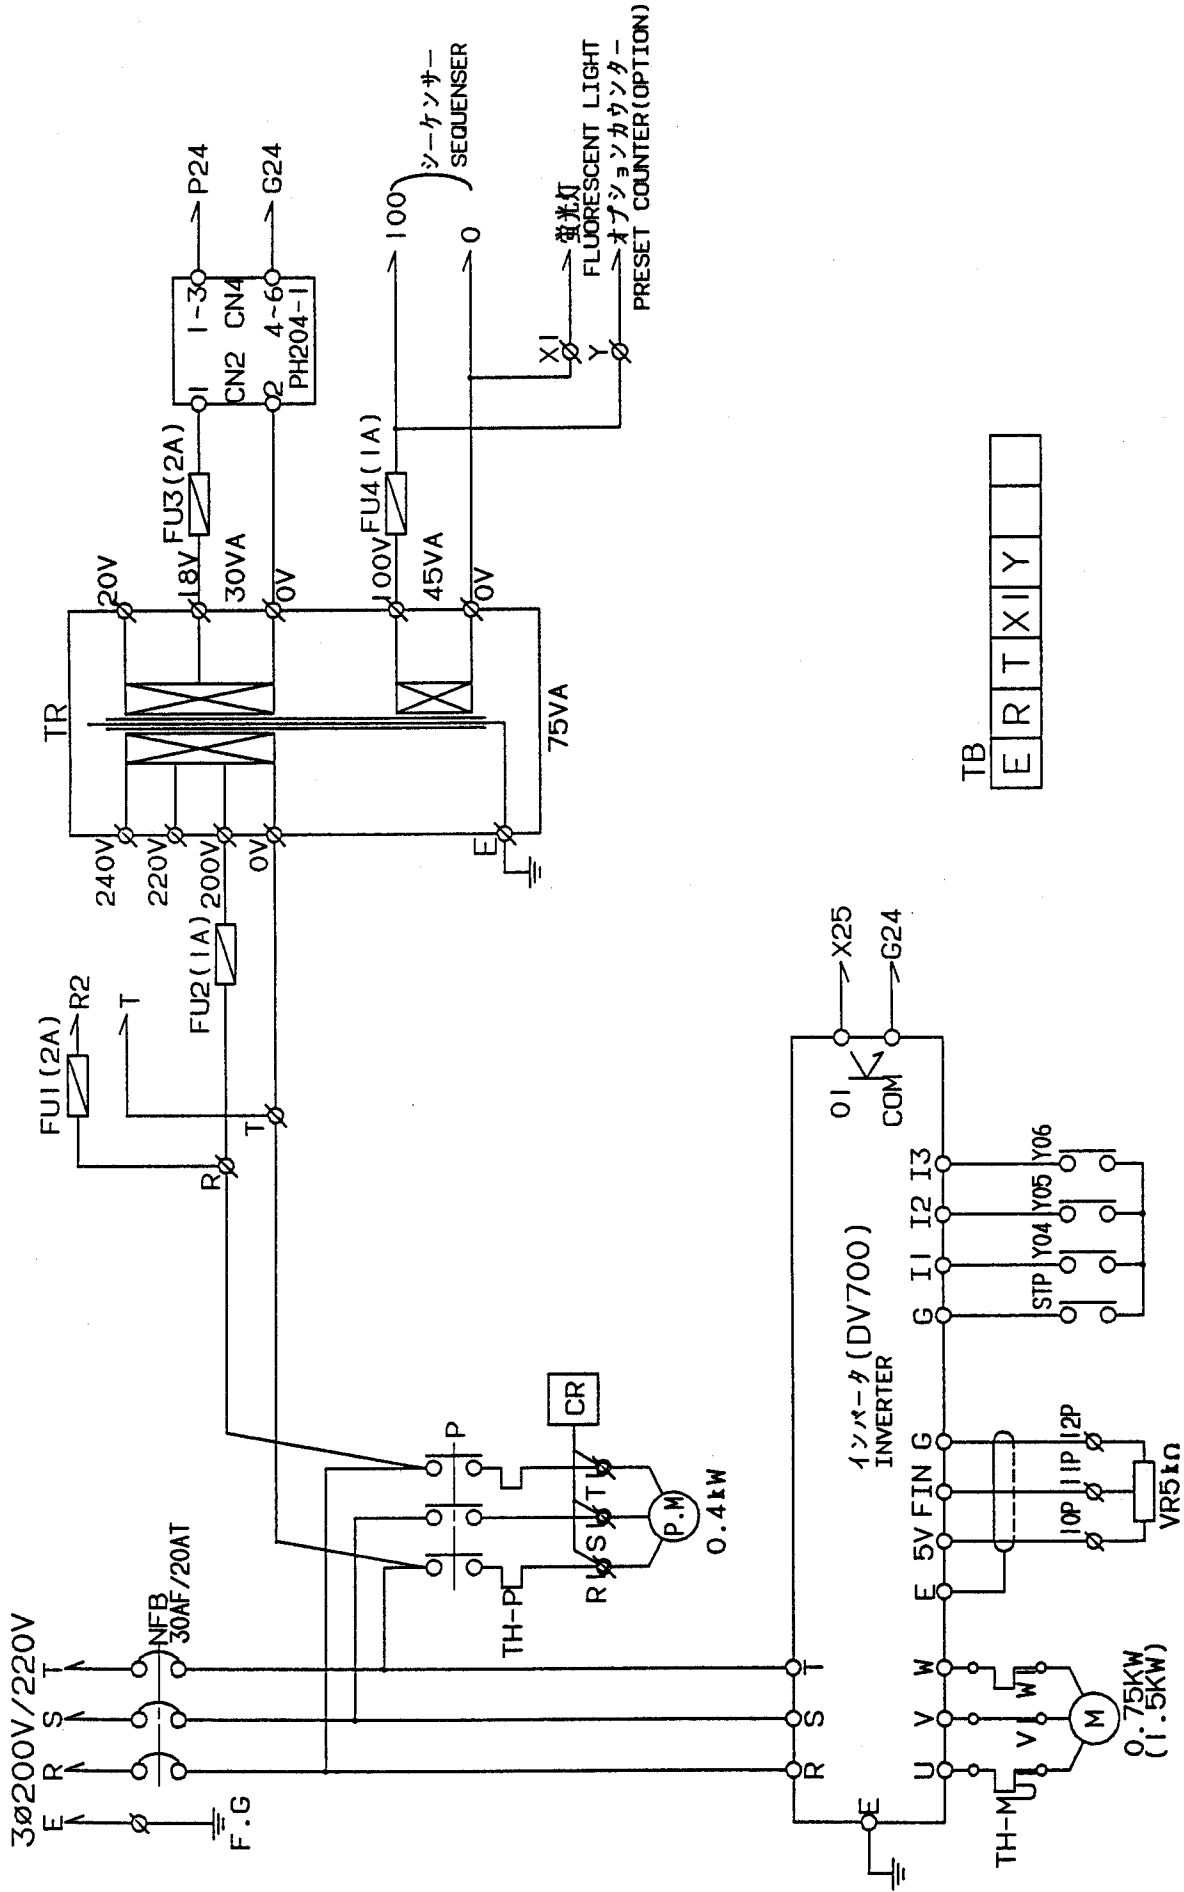 3ø200V/220V
E
R
S
T
NFB
30AF/20AT
F.G
FU1(2A)
R2
T
R
T
FU2(1A)
240V
220V
200V
0V
E
TR
75VA
20V
18V
30VA
0V
100V
45VA
0V
FU3(2A)
1
CN2
2
1~3
CN4
4~6
PH204-1
P24
G24
FU4(1A)
100
0
シーケンサー
SEQUENSER
X1
Y
蛍光灯
FLUORESCENT LIGHT
オプションカウンター
PRESET COUNTER(OPTION)
P
TH-P
R
S
T
CR
P.M
0.4kW
R
S
T
E
インバータ(DV700)
INVERTER
U
V
W
E
5V
FIN
G
G
I1
I2
I3
O1
COM
X25
G24
TH-M
U
V
W
M
0.75KW
(1.5KW)
10P
11P
12P
VR5kΩ
STP
Y04
Y05
Y06
TB
E R T X1 Y